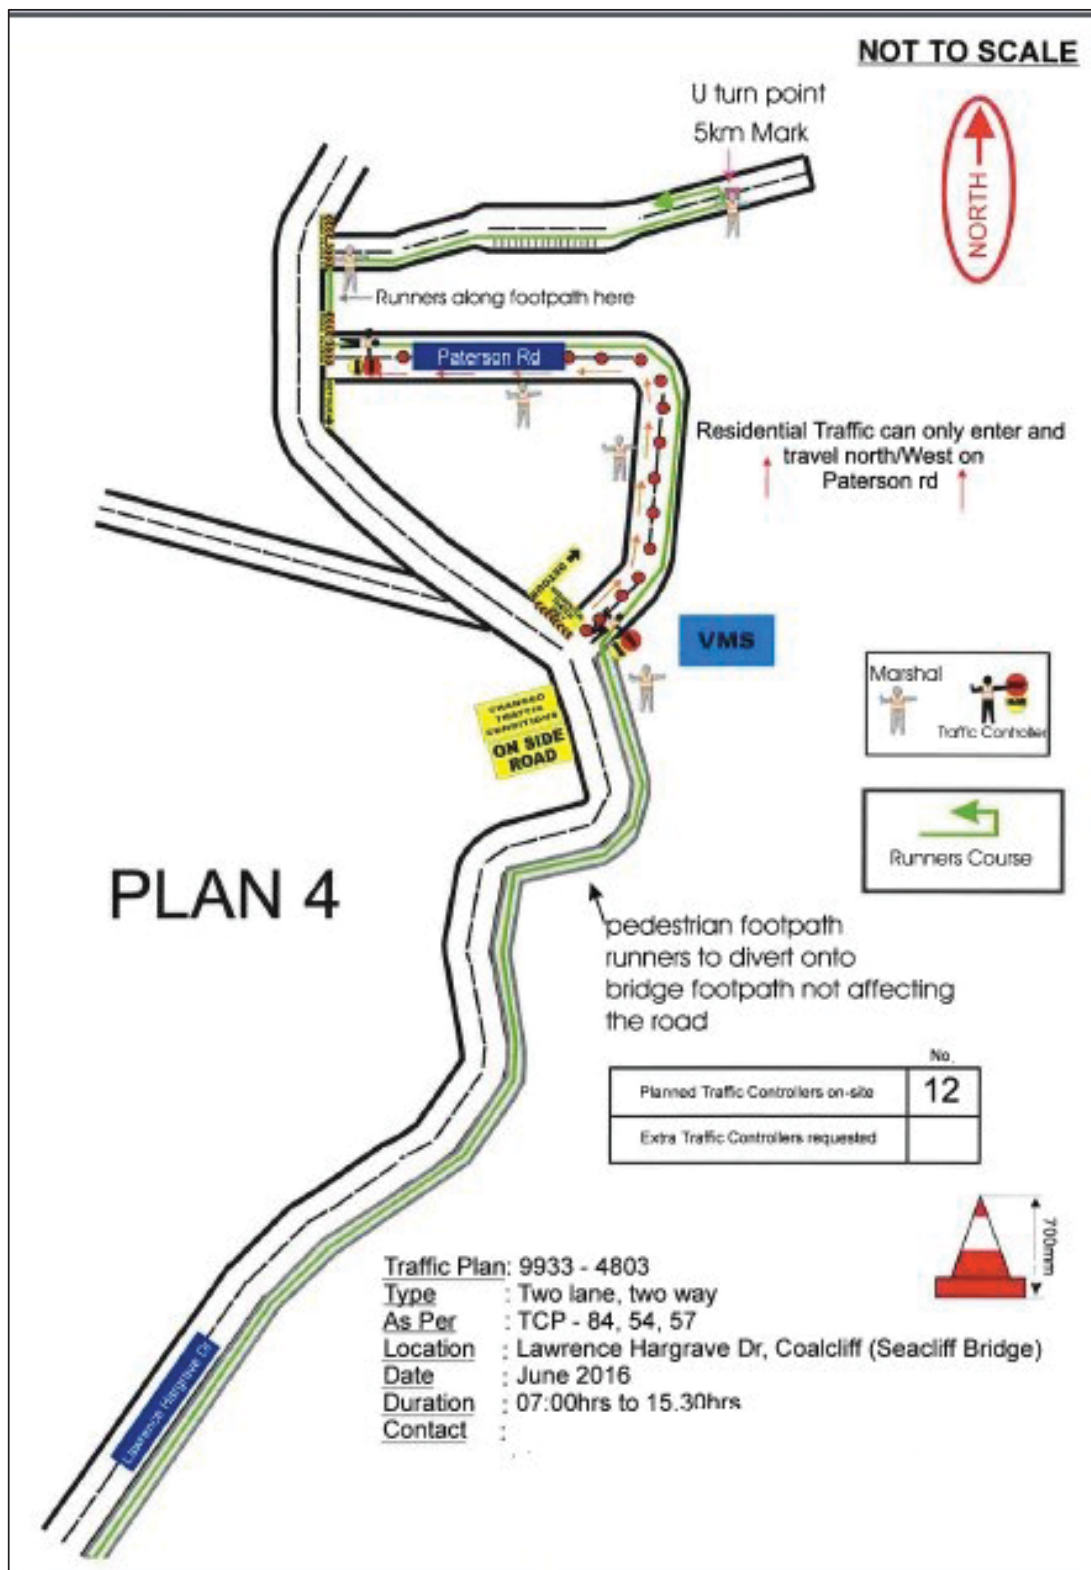 NOT TO SCALE
U turn point
5km Mark
NORTH
Runners along footpath here
Paterson Rd
Residential Traffic can only enter and
travel north/West on
Paterson rd
DETOUR
VMS
CHANGED
TRAFFIC
CONDITIONS
ON SIDE
ROAD
Marshal
Traffic Controller
Runners Course
PLAN 4
pedestrian footpath
runners to divert onto
bridge footpath not affecting
the road
No.
Planned Traffic Controllers on-site 12
Extra Traffic Controllers requested
700mm
Traffic Plan: 9933 - 4803
Type : Two lane, two way
As Per : TCP - 84, 54, 57
Location : Lawrence Hargrave Dr, Coalcliff (Seacliff Bridge)
Date : June 2016
Duration : 07:00hrs to 15.30hrs
Contact :
Lawrence Hargrave Dr